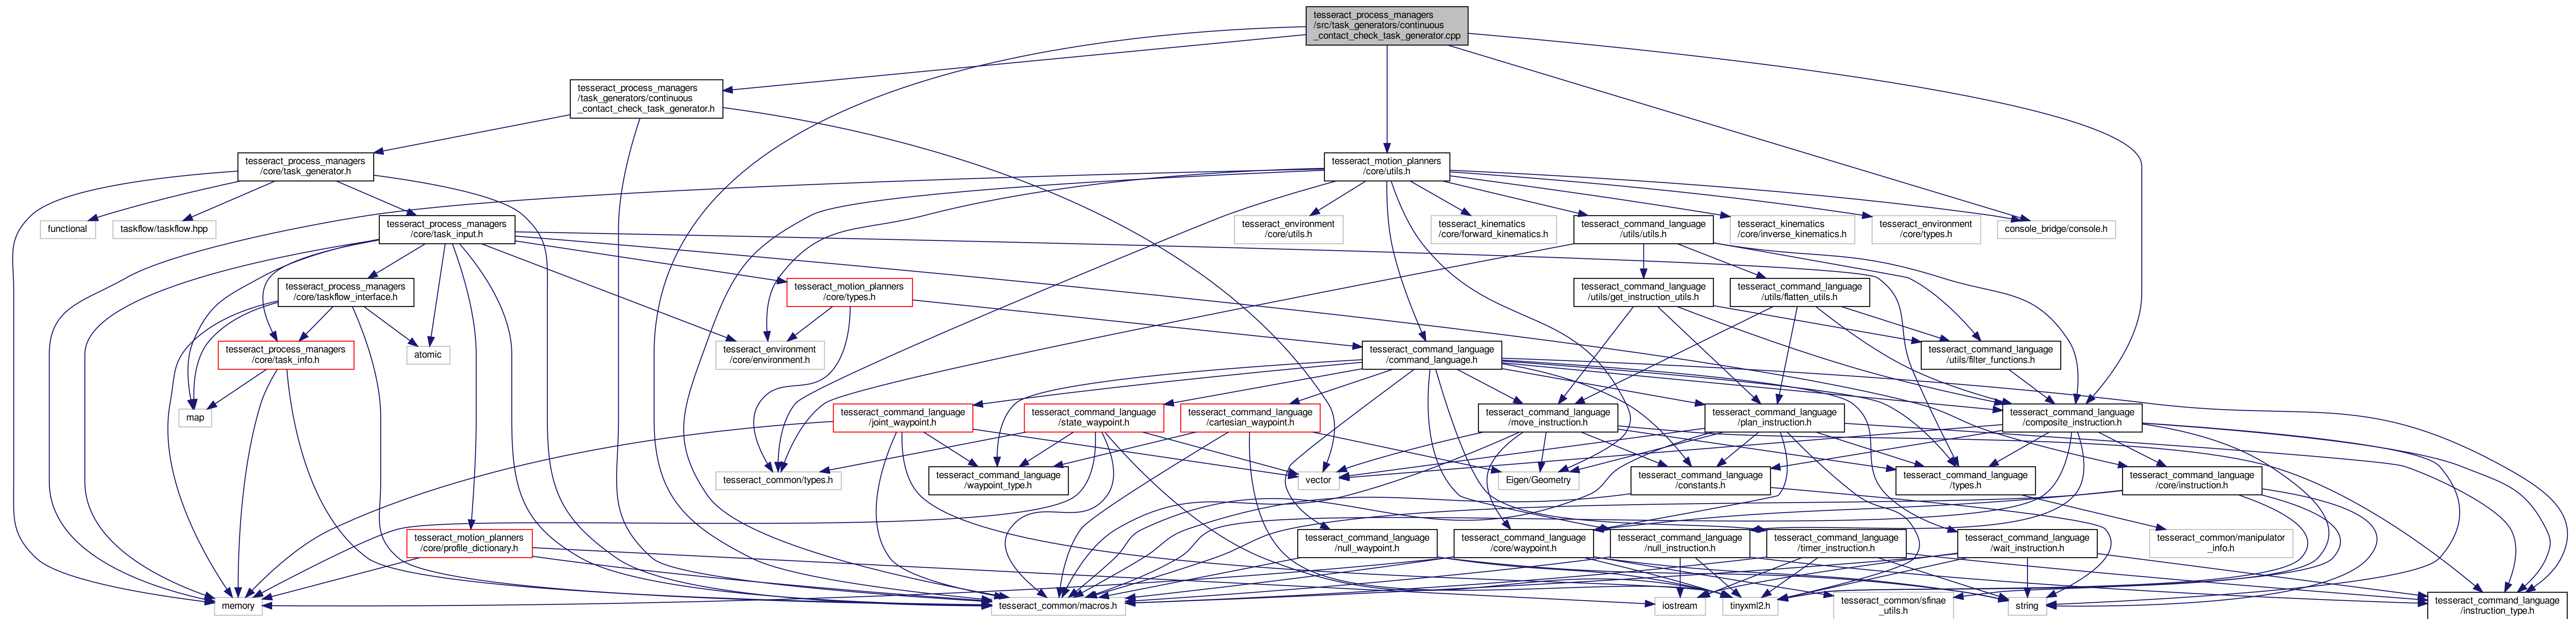 tesseract_process_managers
/src/task_generators/continuous
_contact_check_task_generator.cpp
tesseract_process_managers
/task_generators/continuous
_contact_check_task_generator.h
tesseract_process_managers
/core/task_generator.h
tesseract_motion_planners
/core/utils.h
functional
taskflow/taskflow.hpp
tesseract_process_managers
/core/task_input.h
tesseract_environment
/core/utils.h
tesseract_kinematics
/core/forward_kinematics.h
tesseract_command_language
/utils/utils.h
tesseract_kinematics
/core/inverse_kinematics.h
tesseract_environment
/core/types.h
console_bridge/console.h
tesseract_process_managers
/core/taskflow_interface.h
tesseract_motion_planners
/core/types.h
tesseract_command_language
/utils/get_instruction_utils.h
tesseract_command_language
/utils/flatten_utils.h
tesseract_process_managers
/core/task_info.h
atomic
tesseract_environment
/core/environment.h
tesseract_command_language
/command_language.h
tesseract_command_language
/utils/filter_functions.h
map
tesseract_command_language
/joint_waypoint.h
tesseract_command_language
/state_waypoint.h
tesseract_command_language
/cartesian_waypoint.h
tesseract_command_language
/move_instruction.h
tesseract_command_language
/plan_instruction.h
tesseract_command_language
/composite_instruction.h
tesseract_common/types.h
tesseract_command_language
/waypoint_type.h
vector
Eigen/Geometry
tesseract_command_language
/constants.h
tesseract_command_language
/types.h
tesseract_command_language
/core/instruction.h
tesseract_motion_planners
/core/profile_dictionary.h
tesseract_command_language
/null_waypoint.h
tesseract_command_language
/core/waypoint.h
tesseract_command_language
/null_instruction.h
tesseract_command_language
/timer_instruction.h
tesseract_command_language
/wait_instruction.h
tesseract_common/manipulator
_info.h
memory
tesseract_common/macros.h
iostream
tinyxml2.h
tesseract_common/sfinae
_utils.h
string
tesseract_command_language
/instruction_type.h